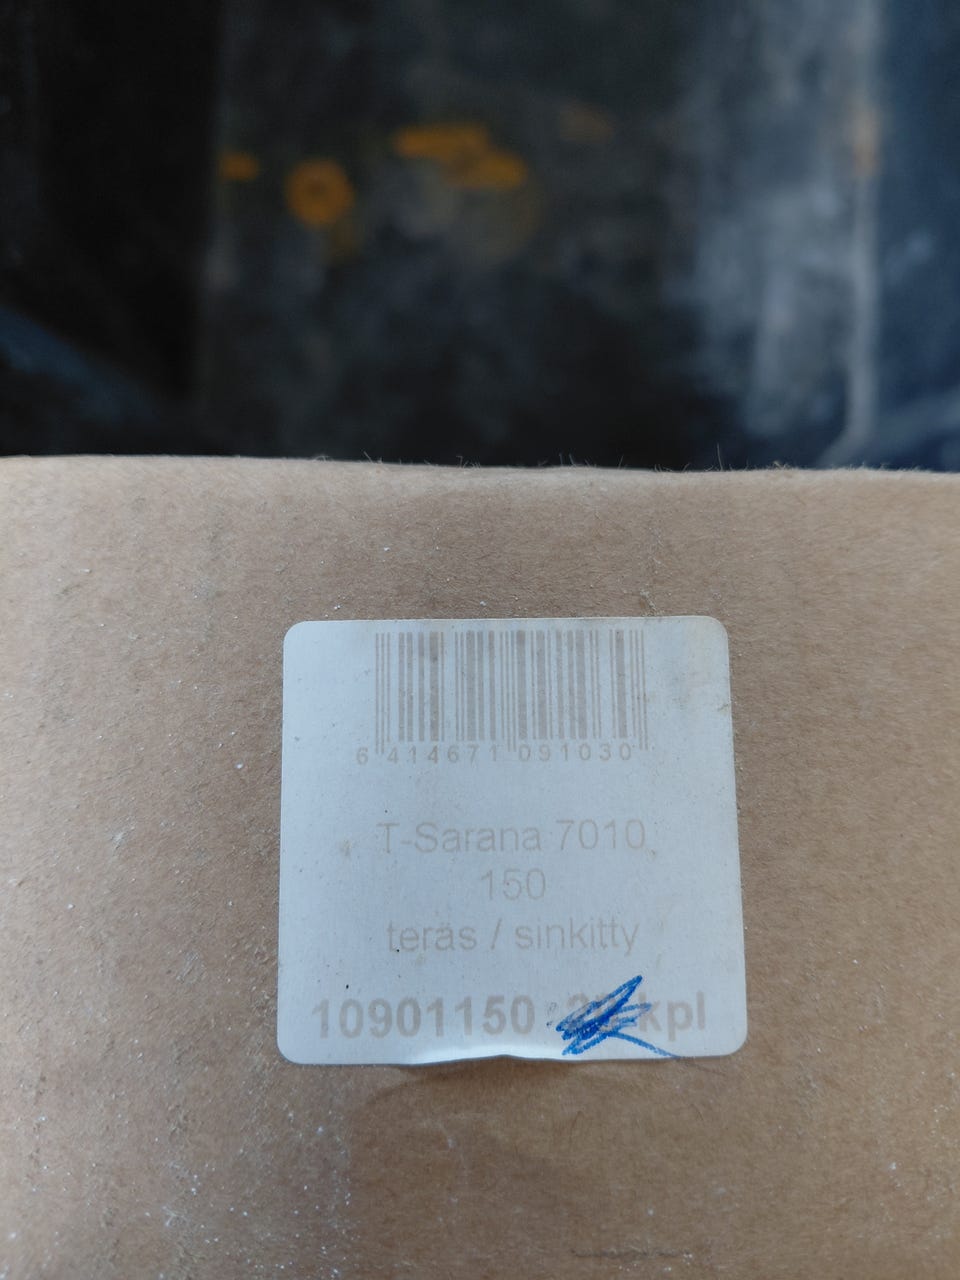 6 414671 091030
T-Sarana 7010
150
teräs / sinkitty
10901150 kpl